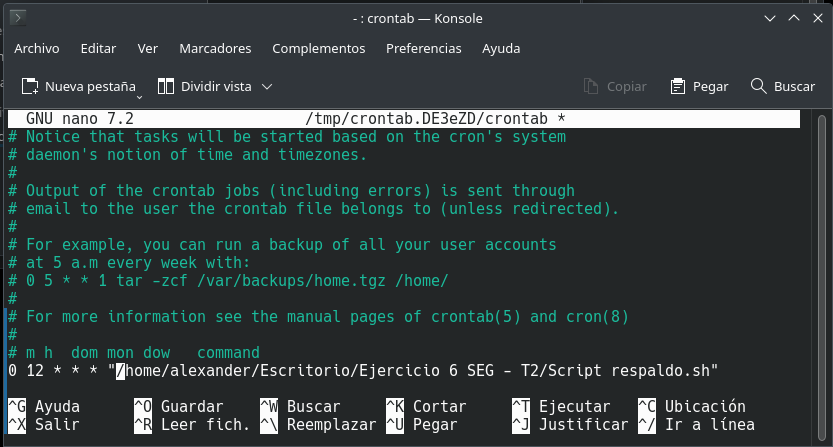 - : crontab — Konsole
Archivo Editar Ver Marcadores Complementos Preferencias Ayuda
Nueva pestaña Dividir vista Copiar Pegar Buscar
GNU nano 7.2 /tmp/crontab.DE3eZD/crontab *
# Notice that tasks will be started based on the cron's system
# daemon's notion of time and timezones.
#
# Output of the crontab jobs (including errors) is sent through
# email to the user the crontab file belongs to (unless redirected).
#
# For example, you can run a backup of all your user accounts
# at 5 a.m every week with:
# 0 5 * * 1 tar -zcf /var/backups/home.tgz /home/
#
# For more information see the manual pages of crontab(5) and cron(8)
#
# m h  dom mon dow   command
0 12 * * * "/home/alexander/Escritorio/Ejercicio 6 SEG - T2/Script respaldo.sh"
^G Ayuda ^O Guardar ^W Buscar ^K Cortar ^T Ejecutar ^C Ubicación
^X Salir ^R Leer fich. ^\ Reemplazar ^U Pegar ^J Justificar ^/ Ir a línea